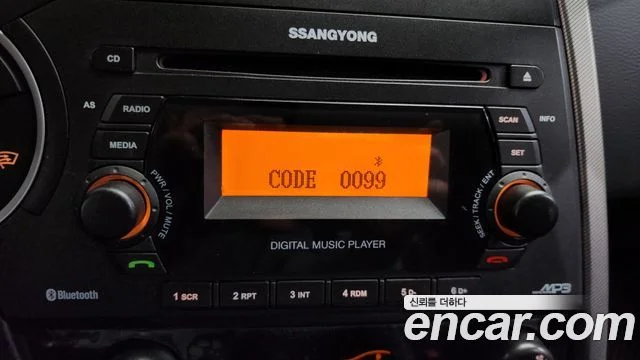 SSANGYONG
CD
AS RADIO
SCAN INFO
MEDIA
SET
PWR/VOL/MUTE
SEEK/TRACK/ENT
CODE 0099
DIGITAL MUSIC PLAYER
Bluetooth
1 SCR 2 RPT 3 INT 4 RDM 5 D- 6 D+
MP3
신뢰를 더하다
encar.com